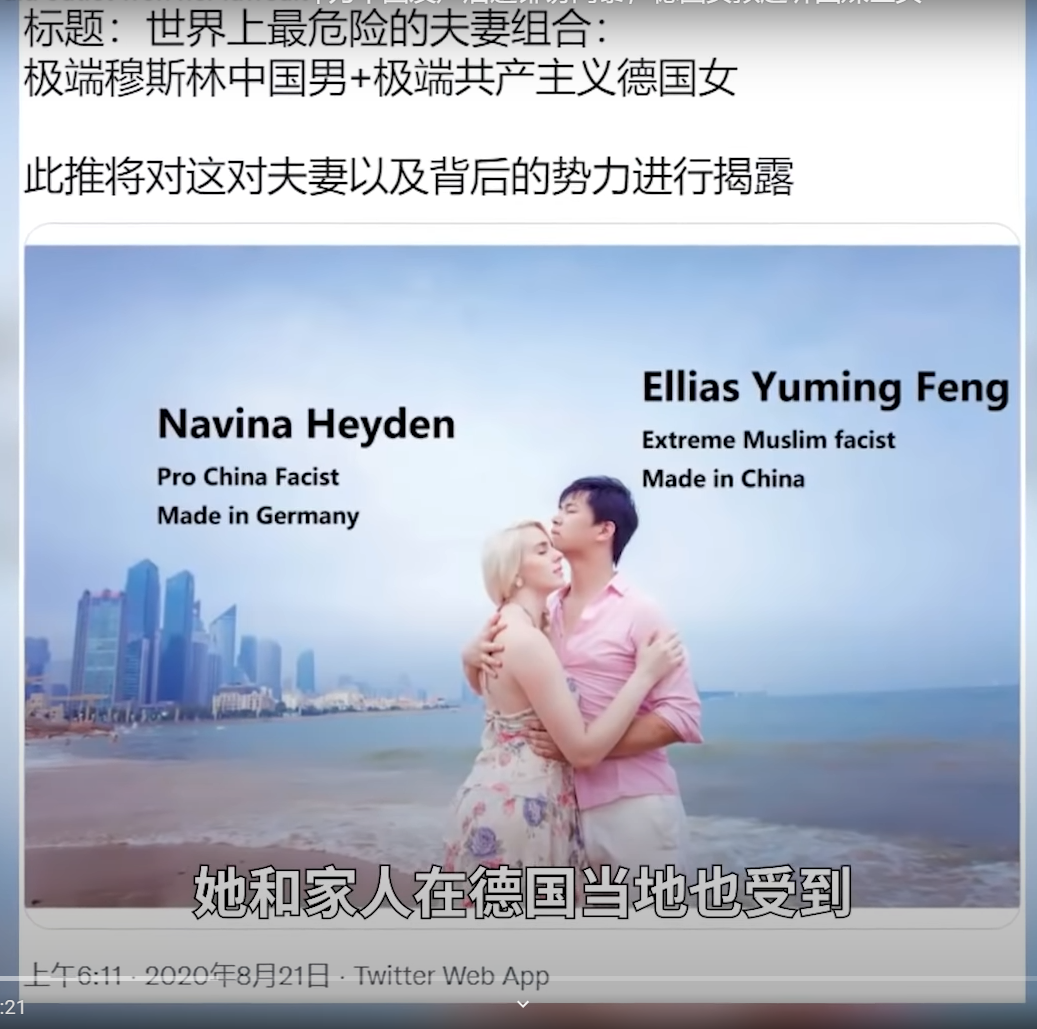 标题：世界上最危险的夫妻组合：
极端穆斯林中国男+极端共产主义德国女
此推将对这对夫妻以及背后的势力进行揭露
Ellias Yuming Feng
Extreme Muslim facist
Made in China
Navina Heyden
Pro China Facist
Made in Germany
她和家人在德国当地也受到
上午6:11 · 2020年8月21日 · Twitter Web App
:21